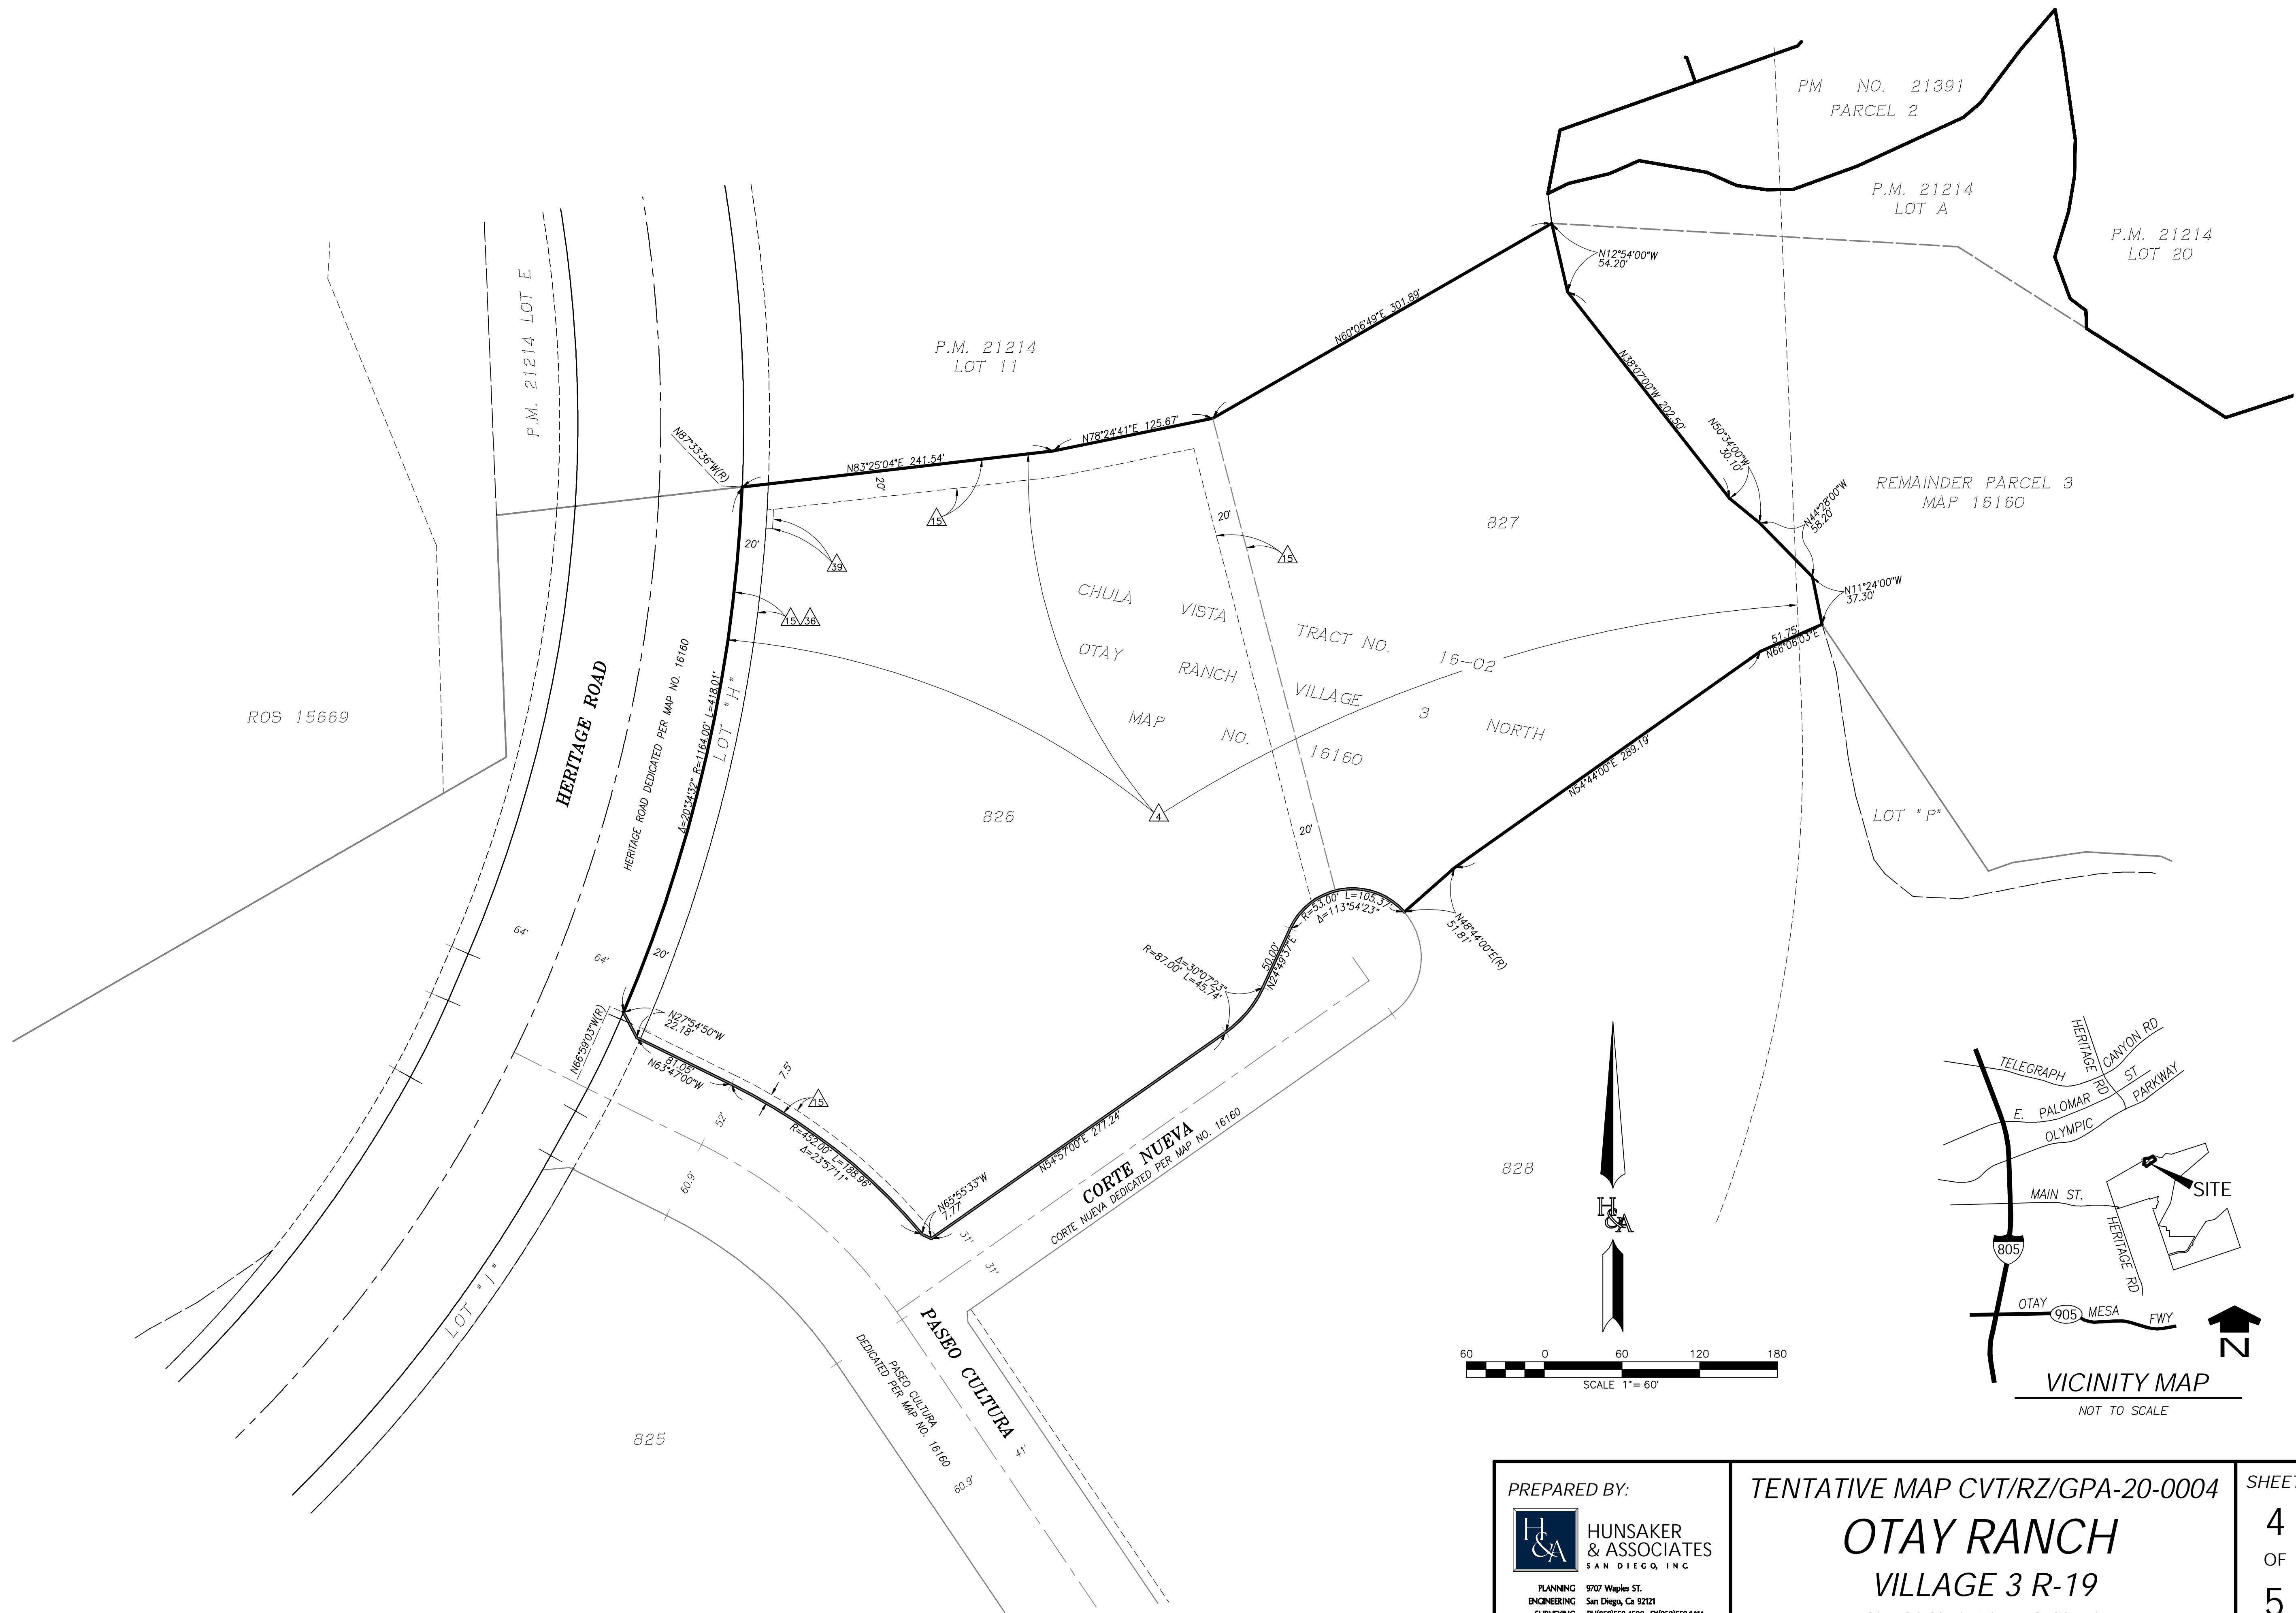 PM NO. 21391
PARCEL 2
P.M. 21214
LOT A
P.M. 21214
LOT 20
N12°54'00"W
54.20'
P.M. 21214 LOT E
P.M. 21214
LOT 11
N60°06'49"E 301.89'
N38°07'00"W 202.50'
N78°24'41"E 125.67'
N83°25'04"E 241.54'
N87°33'36"W(R)
N50°34'00"W
30.10'
REMAINDER PARCEL 3
MAP 16160
N44°28'00"W
58.20'
20'
15
20'
827
20'
39
15
15 36
N11°24'00"W
37.30'
51.75'
N66°06'03"E
CHULA VISTA TRACT NO. 16-02
OTAY RANCH VILLAGE 3 NORTH
MAP NO. 16160
ROS 15669
HERITAGE ROAD
HERITAGE ROAD DEDICATED PER MAP NO. 16160
Δ=20°34'32" R=1164.00' L=418.01'
LOT "H"
N54°44'00"E 289.19'
826
4
20'
LOT "P"
R=53.00' L=105.37'
Δ=113°54'23"
N48°44'00"E(R)
51.81'
64'
64'
20'
50.00'
N24°49'37"E
Δ=30°07'23"
R=87.00' L=45.74'
N66°59'03"W(R)
N27°54'50"W
22.18'
81.05'
N63°47'00"W
7.5'
15
52'
60.9'
R=452.00' L=188.96'
Δ=23°57'11"
N54°57'00"E 277.24'
N65°55'33"W
7.77'
31'
31'
CORTE NUEVA
CORTE NUEVA DEDICATED PER MAP NO. 16160
828
H&A
LOT "I"
PASEO CULTURA
PASEO CULTURA
DEDICATED PER MAP NO. 16160
41'
60.9'
825
60 0 60 120 180
SCALE 1"= 60'
TELEGRAPH CANYON RD
HERITAGE RD
E. PALOMAR ST
OLYMPIC PARKWAY
MAIN ST.
SITE
HERITAGE RD
805
OTAY 905 MESA FWY
N
VICINITY MAP
NOT TO SCALE
PREPARED BY:
H&A
HUNSAKER
& ASSOCIATES
SAN DIEGO, INC
PLANNING 9707 Waples ST.
ENGINEERING San Diego, Ca 92121
TENTATIVE MAP CVT/RZ/GPA-20-0004
OTAY RANCH
VILLAGE 3 R-19
SHEET
4
OF
5